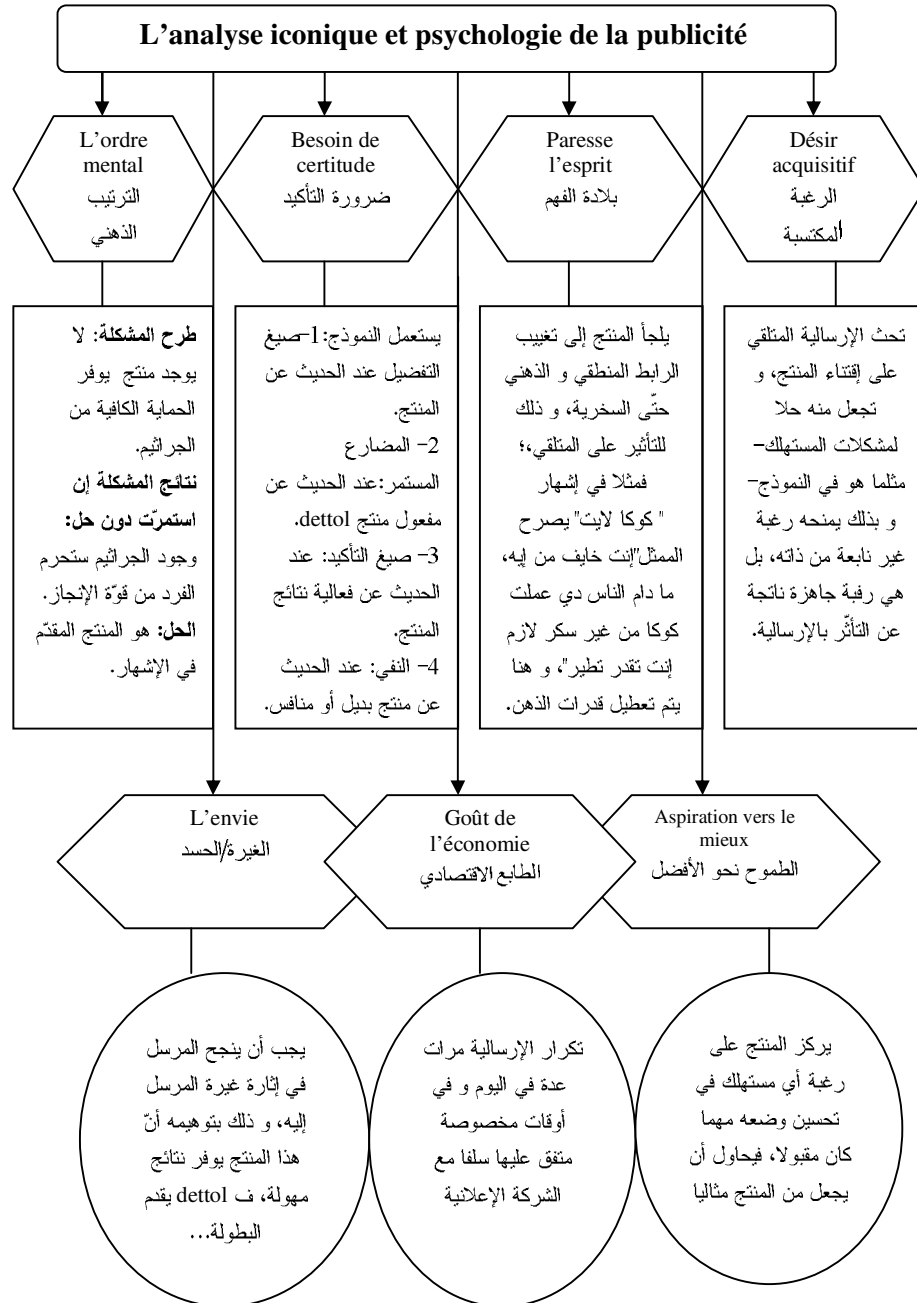 L'analyse iconique et psychologie de la publicité
L'ordre
mental
الترتيب
الذهني
Besoin de
certitude
ضرورة التأكيد
Paresse
l'esprit
بلادة الفهم
Désir
acquisitif
الرغبة
المكتسبة
طرح المشكلة: لا
يوجد منتج يوفر
الحماية الكافية من
الجراثيم.
نتائج المشكلة إن
استمرّت دون حل:
وجود الجراثيم ستحرم
الفرد من قوّة الإنجاز.
الحل: هو المنتج المقدّم
في الإشهار.
يستعمل النموذج:1-صيغ
التفضيل عند الحديث عن
المنتج.
2- المضارع
المستمر:عند الحديث عن
مفعول منتج dettol.
3- صيغ التأكيد: عند
الحديث عن فعالية نتائج
المنتج.
4- النفي: عند الحديث
عن منتج بديل أو منافس.
يلجأ المنتج إلى تغييب
الرابط المنطقي و الذهني
حتّى السخرية، و ذلك
للتأثير على المتلقي،؛
فمثلا في إشهار
" كوكا لايت" يصرح
الممثل"إنت خايف من إيه،
ما دام الناس دي عملت
كوكا من غير سكر لازم
إنت تقدر تطير"، و هنا
يتم تعطيل قدرات الذهن.
تحث الإرسالية المتلقي
على إقتناء المنتج، و
تجعل منه حلا
لمشكلات المستهلك-
مثلما هو في النموذج-
و بذلك يمنحه رغبة
غير نابعة من ذاته، بل
هي رفبة جاهزة ناتجة
عن التأثّر بالإرسالية.
L'envie
الغيرة/الحسد
Goût de
l'économie
الطابع الاقتصادي
Aspiration vers le
mieux
الطموح نحو الأفضل
يجب أن ينجح المرسل
في إثارة غيرة المرسل
إليه، و ذلك بتوهيمه أنّ
هذا المنتج يوفر نتائج
مهولة، ف dettol يقدم
البطولة...
تكرار الإرسالية مرات
عدة في اليوم و في
أوقات مخصوصة
متفق عليها سلفا مع
الشركة الإعلانية
يركز المنتج على
رغبة أي مستهلك في
تحسين وضعه مهما
كان مقبولا، فيحاول أن
يجعل من المنتج مثاليا